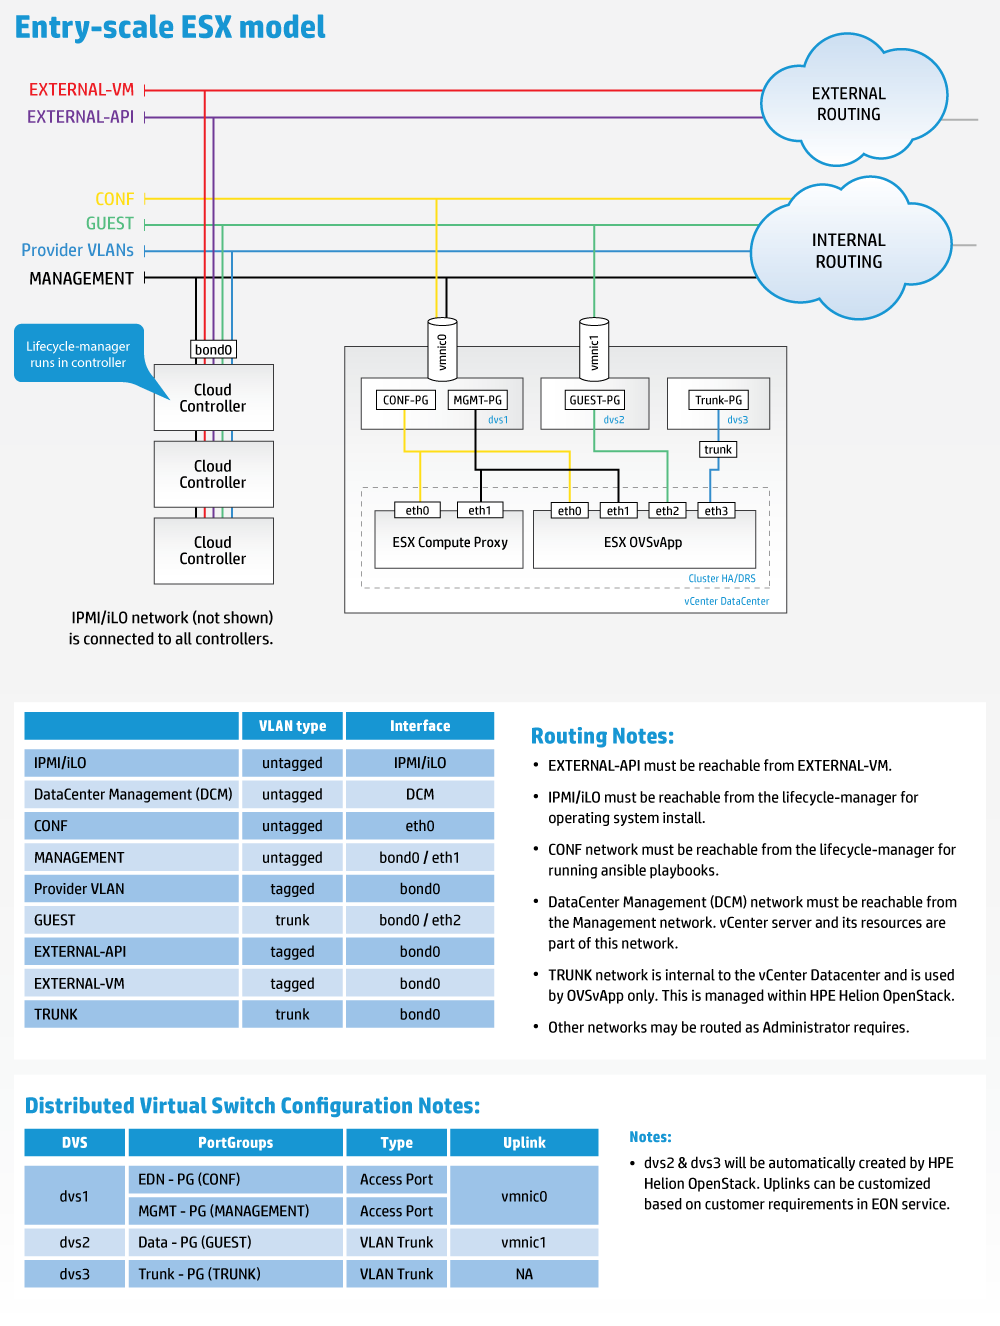 Entry-scale ESX model
EXTERNAL-VM
EXTERNAL-API
EXTERNAL
ROUTING
CONF
GUEST
Provider VLANs
MANAGEMENT
INTERNAL
ROUTING
Lifecycle-manager
runs in controller
bond0
Cloud
Controller
Cloud
Controller
Cloud
Controller
IPMI/iLO network (not shown)
is connected to all controllers.
vmnic0
vmnic1
CONF-PG
MGMT-PG
dvs1
GUEST-PG
dvs2
Trunk-PG
dvs3
trunk
eth0
eth1
eth0
eth1
eth2
eth3
ESX Compute Proxy
ESX OVSvApp
Cluster HA/DRS
vCenter DataCenter
VLAN type Interface
IPMI/iLO untagged IPMI/iLO
DataCenter Management (DCM) untagged DCM
CONF untagged eth0
MANAGEMENT untagged bond0 / eth1
Provider VLAN tagged bond0
GUEST trunk bond0 / eth2
EXTERNAL-API tagged bond0
EXTERNAL-VM tagged bond0
TRUNK trunk bond0
Routing Notes:
• EXTERNAL-API must be reachable from EXTERNAL-VM.
• IPMI/iLO must be reachable from the lifecycle-manager for
operating system install.
• CONF network must be reachable from the lifecycle-manager for
running ansible playbooks.
• DataCenter Management (DCM) network must be reachable from
the Management network. vCenter server and its resources are
part of this network.
• TRUNK network is internal to the vCenter Datacenter and is used
by OVSvApp only. This is managed within HPE Helion OpenStack.
• Other networks may be routed as Administrator requires.
Distributed Virtual Switch Configuration Notes:
DVS PortGroups Type Uplink
dvs1 EDN - PG (CONF) Access Port vmnic0
MGMT - PG (MANAGEMENT) Access Port
dvs2 Data - PG (GUEST) VLAN Trunk vmnic1
dvs3 Trunk - PG (TRUNK) VLAN Trunk NA
Notes:
• dvs2 & dvs3 will be automatically created by HPE
Helion OpenStack. Uplinks can be customized
based on customer requirements in EON service.